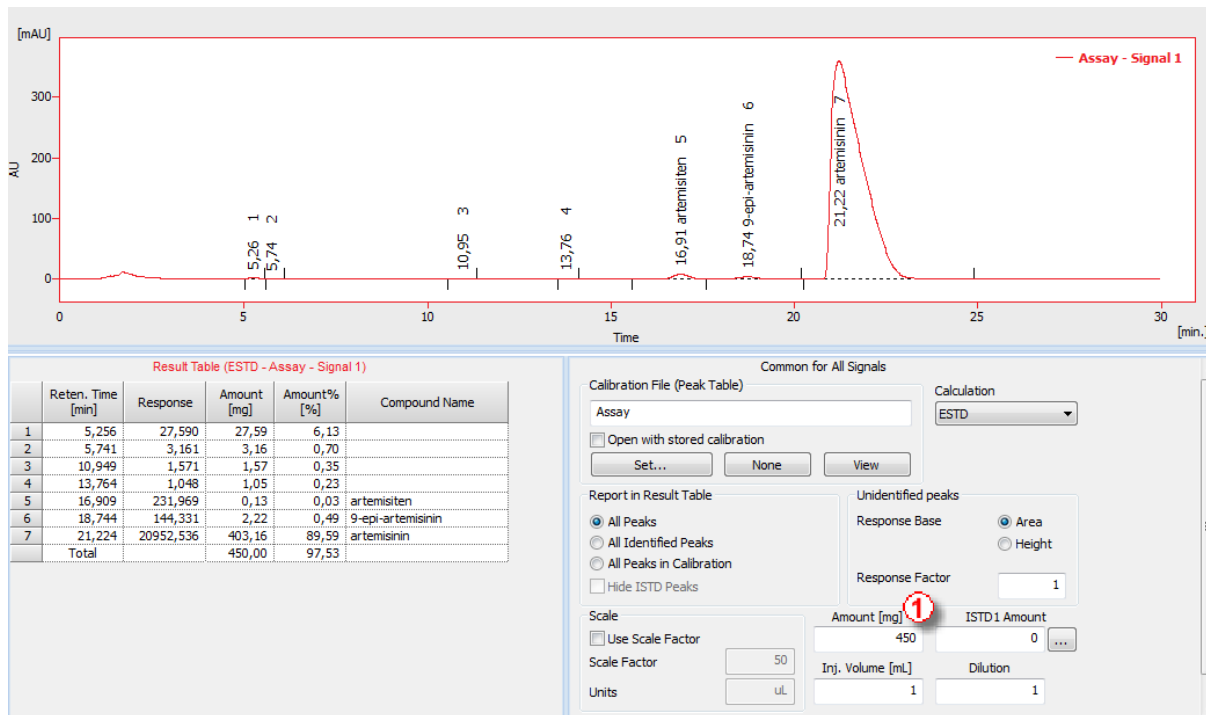 [mAU]
Assay - Signal 1
300
200
100
0
AU
5,26 1
5,74 2
10,95 3
13,76 4
16,91 artemisiten 5
18,74 9-epi-artemisinin 6
21,22 artemisinin 7
0 5 10 15 20 25 30
Time [min.]
Result Table (ESTD - Assay - Signal 1)
Reten. Time [min] Response Amount [mg] Amount% [%] Compound Name
1 5,256 27,590 27,59 6,13
2 5,741 3,161 3,16 0,70
3 10,949 1,571 1,57 0,35
4 13,764 1,048 1,05 0,23
5 16,909 231,969 0,13 0,03 artemisiten
6 18,744 144,331 2,22 0,49 9-epi-artemisinin
7 21,224 20952,536 403,16 89,59 artemisinin
Total 450,00 97,53
Common for All Signals
Calibration File (Peak Table)
Assay
Open with stored calibration
Set... None View
Calculation
ESTD
Report in Result Table
All Peaks
All Identified Peaks
All Peaks in Calibration
Hide ISTD Peaks
Unidentified peaks
Response Base Area
Height
Response Factor 1
Scale
Use Scale Factor
Scale Factor 50
Units uL
Amount [mg] 1 ISTD1 Amount
450 0 ...
Inj. Volume [mL] Dilution
1 1